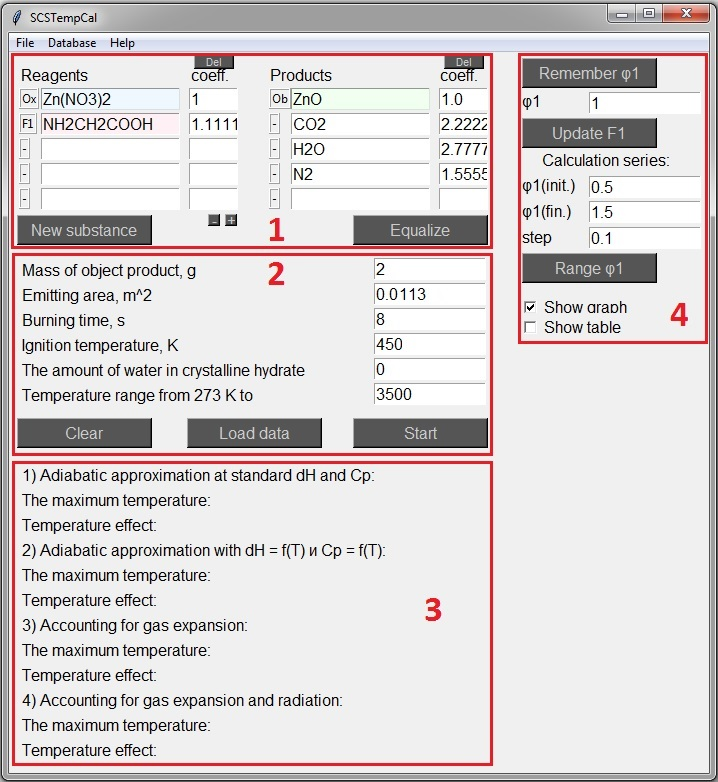 SCSTempCal
File Database Help
Del Del
Reagents coeff. Products coeff.
Ox Zn(NO3)2 1 Ob ZnO 1.0
F1 NH2CH2COOH 1.1111 - CO2 2.2222
- - H2O 2.7777
- - N2 1.5555
- -
New substance - + 1 Equalize
2
Mass of object product, g 2
Emitting area, m^2 0.0113
Burning time, s 8
Ignition temperature, K 450
The amount of water in crystalline hydrate 0
Temperature range from 273 K to 3500
Clear Load data Start
1) Adiabatic approximation at standard dH and Cp:
The maximum temperature:
Temperature effect:
2) Adiabatic approximation with dH = f(T) и Cp = f(T):
The maximum temperature:
Temperature effect:
3
3) Accounting for gas expansion:
The maximum temperature:
Temperature effect:
4) Accounting for gas expansion and radiation:
The maximum temperature:
Temperature effect:
Remember φ1
φ1 1
Update F1
Calculation series:
φ1(init.) 0.5
φ1(fin.) 1.5
step 0.1
Range φ1
Show graph
Show table
4